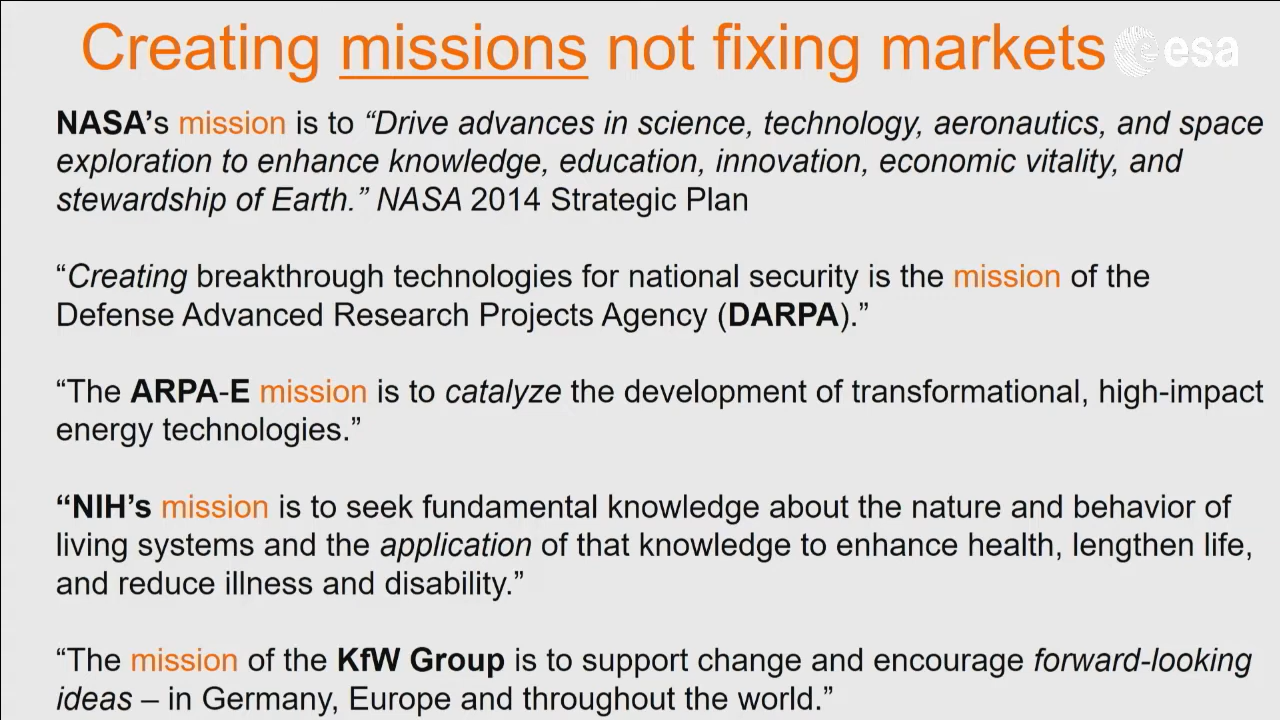 Creating missions not fixing markets
esa
NASA's mission is to “Drive advances in science, technology, aeronautics, and space
exploration to enhance knowledge, education, innovation, economic vitality, and
stewardship of Earth.” NASA 2014 Strategic Plan
“Creating breakthrough technologies for national security is the mission of the
Defense Advanced Research Projects Agency (DARPA).”
“The ARPA-E mission is to catalyze the development of transformational, high-impact
energy technologies.”
“NIH’s mission is to seek fundamental knowledge about the nature and behavior of
living systems and the application of that knowledge to enhance health, lengthen life,
and reduce illness and disability.”
“The mission of the KfW Group is to support change and encourage forward-looking
ideas – in Germany, Europe and throughout the world.”